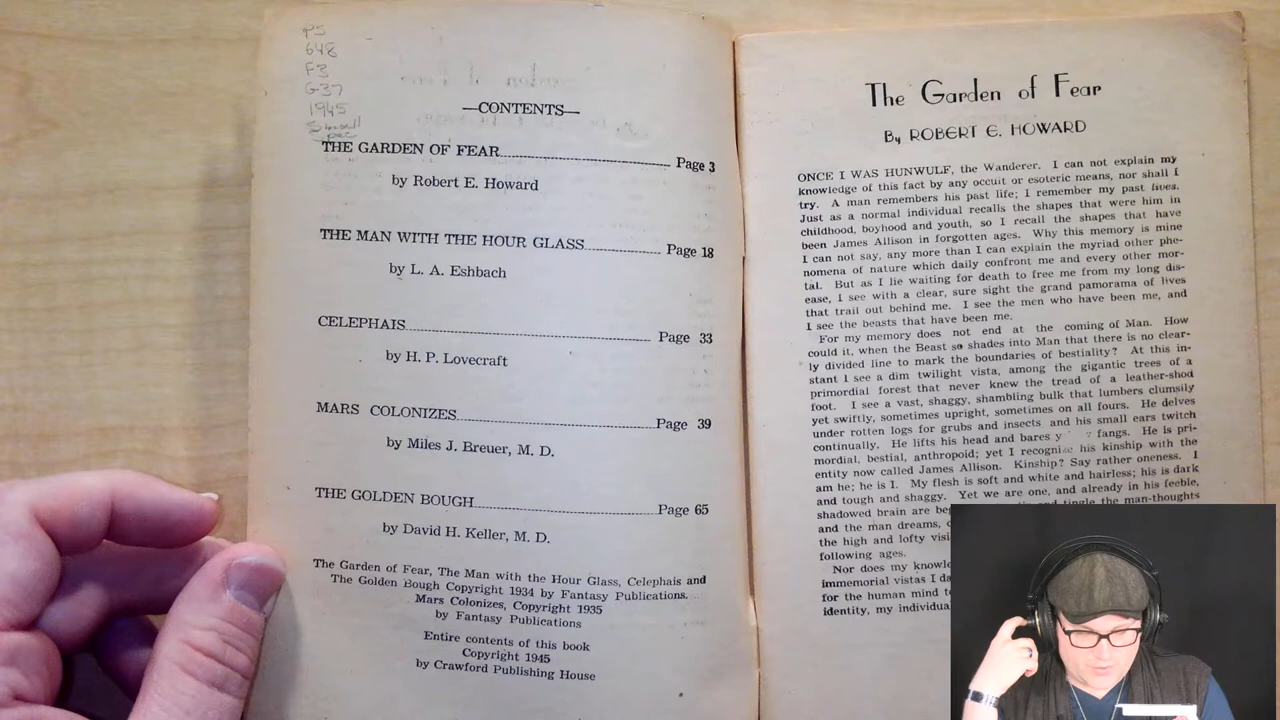 PS
648
F3
G37
1945
Small
spec
—CONTENTS—
THE GARDEN OF FEAR Page 3
by Robert E. Howard
THE MAN WITH THE HOUR GLASS Page 18
by L. A. Eshbach
CELEPHAIS Page 33
by H. P. Lovecraft
MARS COLONIZES Page 39
by Miles J. Breuer, M. D.
THE GOLDEN BOUGH Page 65
by David H. Keller, M. D.
The Garden of Fear, The Man with the Hour Glass, Celephais and
The Golden Bough Copyright 1934 by Fantasy Publications.
Mars Colonizes, Copyright 1935
by Fantasy Publications
Entire contents of this book
Copyright 1945
by Crawford Publishing House
The Garden of Fear
By ROBERT E. HOWARD
ONCE I WAS HUNWULF, the Wanderer. I can not explain my
knowledge of this fact by any occuit or esoteric means, nor shall I
try. A man remembers his past life; I remember my past lives.
Just as a normal individual recalls the shapes that were him in
childhood, boyhood and youth, so I recall the shapes that have
been James Allison in forgotten ages. Why this memory is mine
I can not say, any more than I can explain the myriad other phe-
nomena of nature which daily confront me and every other mor-
tal. But as I lie waiting for death to free me from my long dis-
ease, I see with a clear, sure sight the grand pamorama of lives
that trail out behind me. I see the men who have been me, and
I see the beasts that have been me.
For my memory does not end at the coming of Man. How
could it, when the Beast so shades into Man that there is no clear-
ly divided line to mark the boundaries of bestiality? At this in-
stant I see a dim twilight vista, among the gigantic trees of a
primordial forest that never knew the tread of a leather-shod
foot. I see a vast, shaggy, shambling bulk that lumbers clumsily
yet swiftly, sometimes upright, sometimes on all fours. He delves
under rotten logs for grubs and insects and his small ears twitch
continually. He lifts his head and bares y fangs. He is pri-
mordial, bestial, anthropoid; yet I recognize his kinship with the
entity now called James Allison. Kinship? Say rather oneness. I
am he; he is I. My flesh is soft and white and hairless; his is dark
and tough and shaggy. Yet we are one, and already in his feeble,
shadowed brain are tingle the man-thoughts
and the man dreams,
the high and lofty
following ages.
Nor does my
immemorial vistas I
for the human mind
identity, my